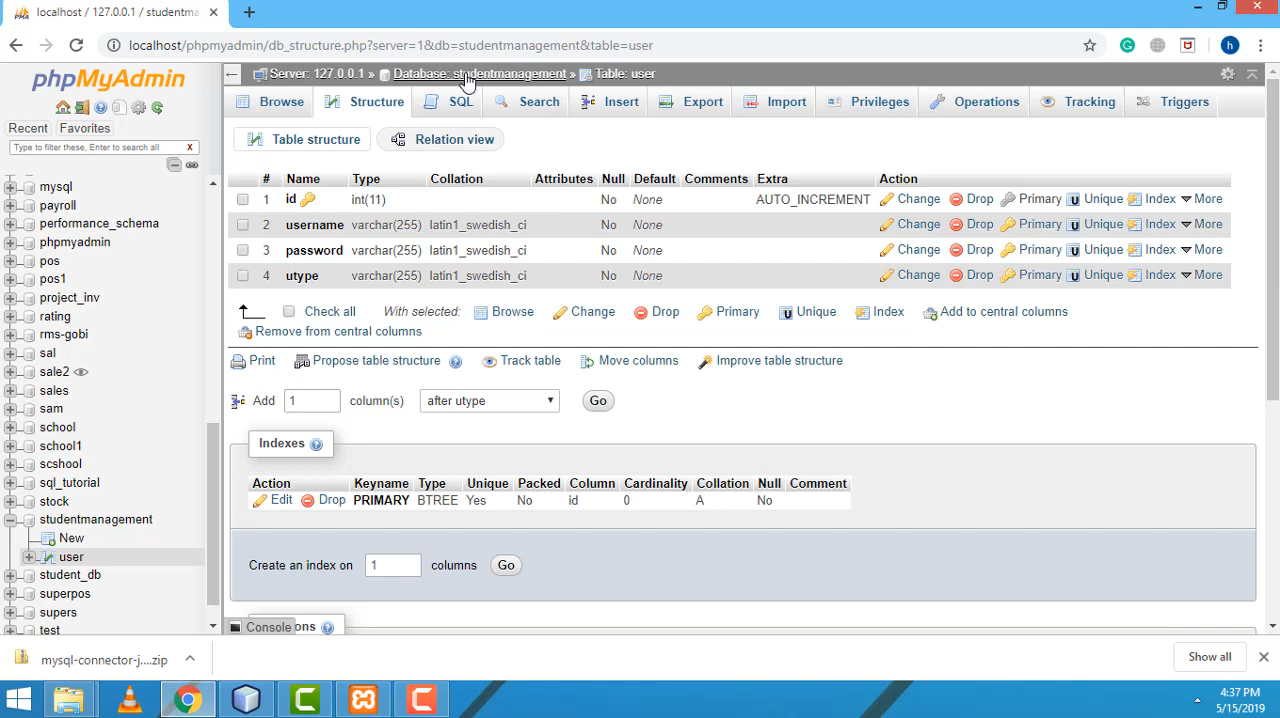 localhost / 127.0.0.1 / studentma
localhost/phpmyadmin/db_structure.php?server=1&db=studentmanagement&table=user
h
phpMyAdmin
Recent Favorites
Type to filter these, Enter to search all X
mysql
payroll
performance_schema
phpmyadmin
pos
pos1
project_inv
rating
rms-gobi
sal
sale2
sales
sam
school
school1
scshool
sql_tutorial
stock
studentmanagement
New
user
student_db
superpos
supers
test
Server: 127.0.0.1 » Database: studentmanagement » Table: user
Browse Structure SQL Search Insert Export Import Privileges Operations Tracking Triggers
Table structure Relation view
# Name Type Collation Attributes Null Default Comments Extra Action
1 id int(11) No None AUTO_INCREMENT Change Drop Primary Unique Index More
2 username varchar(255) latin1_swedish_ci No None Change Drop Primary Unique Index More
3 password varchar(255) latin1_swedish_ci No None Change Drop Primary Unique Index More
4 utype varchar(255) latin1_swedish_ci No None Change Drop Primary Unique Index More
Check all With selected: Browse Change Drop Primary Unique Index Add to central columns
Remove from central columns
Print Propose table structure Track table Move columns Improve table structure
Add 1 column(s) after utype Go
Indexes
Action Keyname Type Unique Packed Column Cardinality Collation Null Comment
Edit Drop PRIMARY BTREE Yes No id 0 A No
Create an index on 1 columns Go
Console ons
mysql-connector-j....zip Show all
4:37 PM
5/15/2019